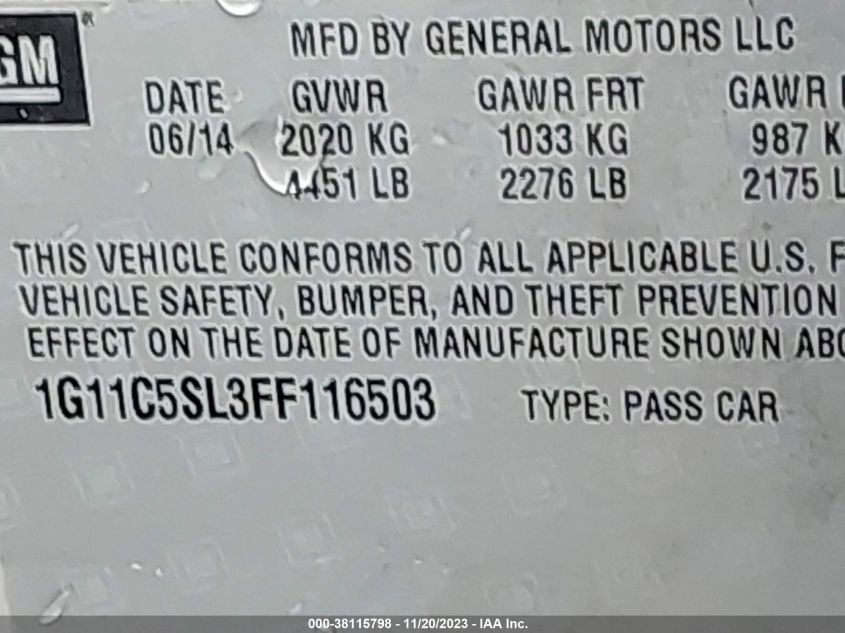 GM
MFD BY GENERAL MOTORS LLC
DATE GVWR GAWR FRT GAWR
06/14 2020 KG 1033 KG 987 K
4451 LB 2276 LB 2175 L
THIS VEHICLE CONFORMS TO ALL APPLICABLE U.S. F
VEHICLE SAFETY, BUMPER, AND THEFT PREVENTION
EFFECT ON THE DATE OF MANUFACTURE SHOWN ABO
1G11C5SL3FF116503 TYPE: PASS CAR
000-38115798 - 11/20/2023 - IAA Inc.